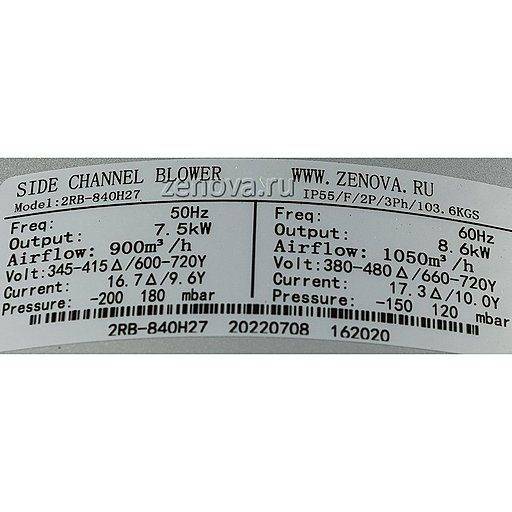 SIDE CHANNEL BLOWER WWW.ZENOVA.RU
zenova.ru
Model:2RB-840H27 IP55/F/2P/3Ph/103.6KGS
Freq: 50Hz
Output: 7.5kW
Airflow: 900m³/h
Volt:345-415△/600-720Y
Current: 16.7△/9.6Y
Pressure: -200 180 mbar
Freq: 60Hz
Output: 8.6kW
Airflow: 1050m³/h
Volt:380-480△/660-720Y
Current: 17.3△/10.0Y
Pressure: -150 120 mbar
2RB-840H27 20220708 162020